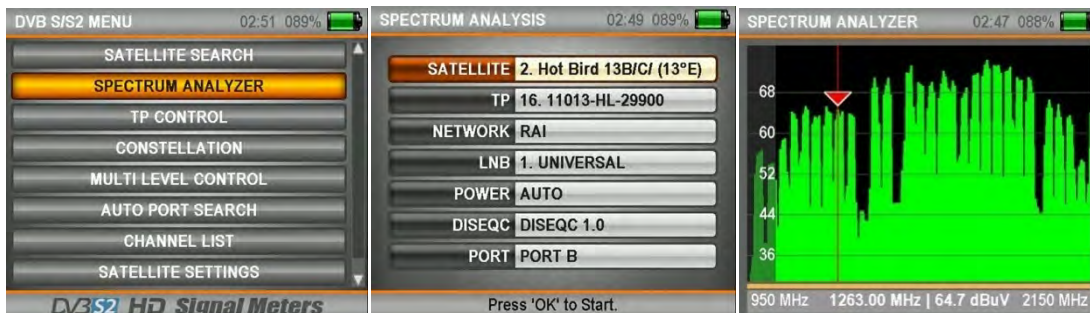 DVB S/S2 MENU 02:51 089%
SATELLITE SEARCH
SPECTRUM ANALYZER
TP CONTROL
CONSTELLATION
MULTI LEVEL CONTROL
AUTO PORT SEARCH
CHANNEL LIST
SATELLITE SETTINGS
DVBS2 HD Signal Meters
SPECTRUM ANALYSIS 02:49 089%
SATELLITE 2. Hot Bird 13B/C/ (13°E)
TP 16. 11013-HL-29900
NETWORK RAI
LNB 1. UNIVERSAL
POWER AUTO
DISEQC DISEQC 1.0
PORT PORT B
Press 'OK' to Start.
SPECTRUM ANALYZER 02:47 088%
68
60
52
44
36
950 MHz 1263.00 MHz | 64.7 dBuV 2150 MHz